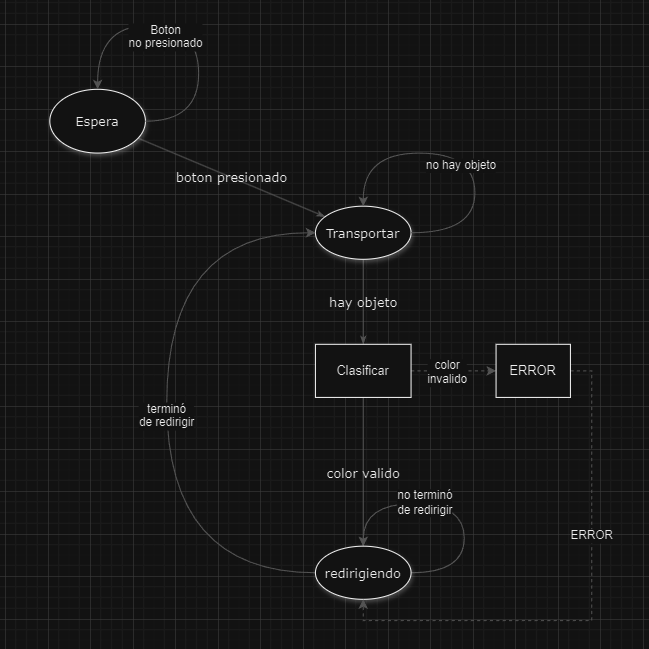 Boton
no presionado
Espera
boton presionado
no hay objeto
Transportar
hay objeto
Clasificar
color
invalido
ERROR
terminó
de redirigir
color valido
no terminó
de redirigir
ERROR
redirigiendo